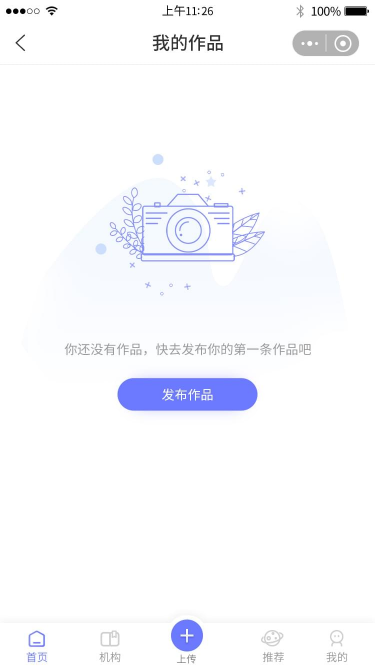 上午11:26
100%
我的作品
你还没有作品，快去发布你的第一条作品吧
发布作品
首页
机构
上传
推荐
我的